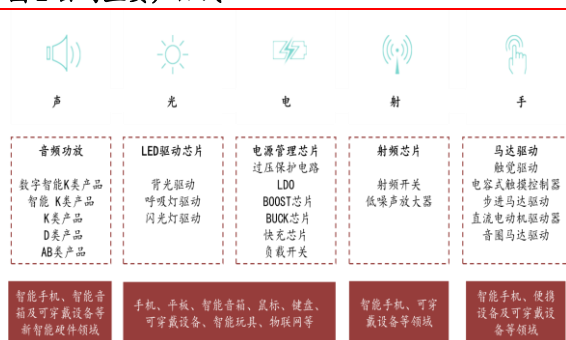 声
光
电
射
手
音频功放
数字智能K类产品
智能 K类产品
K类产品
D类产品
AB类产品
LED驱动芯片
背光驱动
呼吸灯驱动
闪光灯驱动
电源管理芯片
过压保护电路
LDO
BOOST芯片
BUCK芯片
快充芯片
负载开关
射频芯片
射频开关
低噪声放大器
马达驱动
触觉驱动
电容式触摸控制器
步进马达驱动
直流电动机驱动器
音圈马达驱动
智能手机、智能音
箱及可穿戴设备等
新智能硬件领域
手机、平板、智能音箱、鼠标、键盘、
可穿戴设备、智能玩具、物联网等
智能手机、可穿
戴设备等领域
智能手机、便携
设备及可穿戴设
备等领域